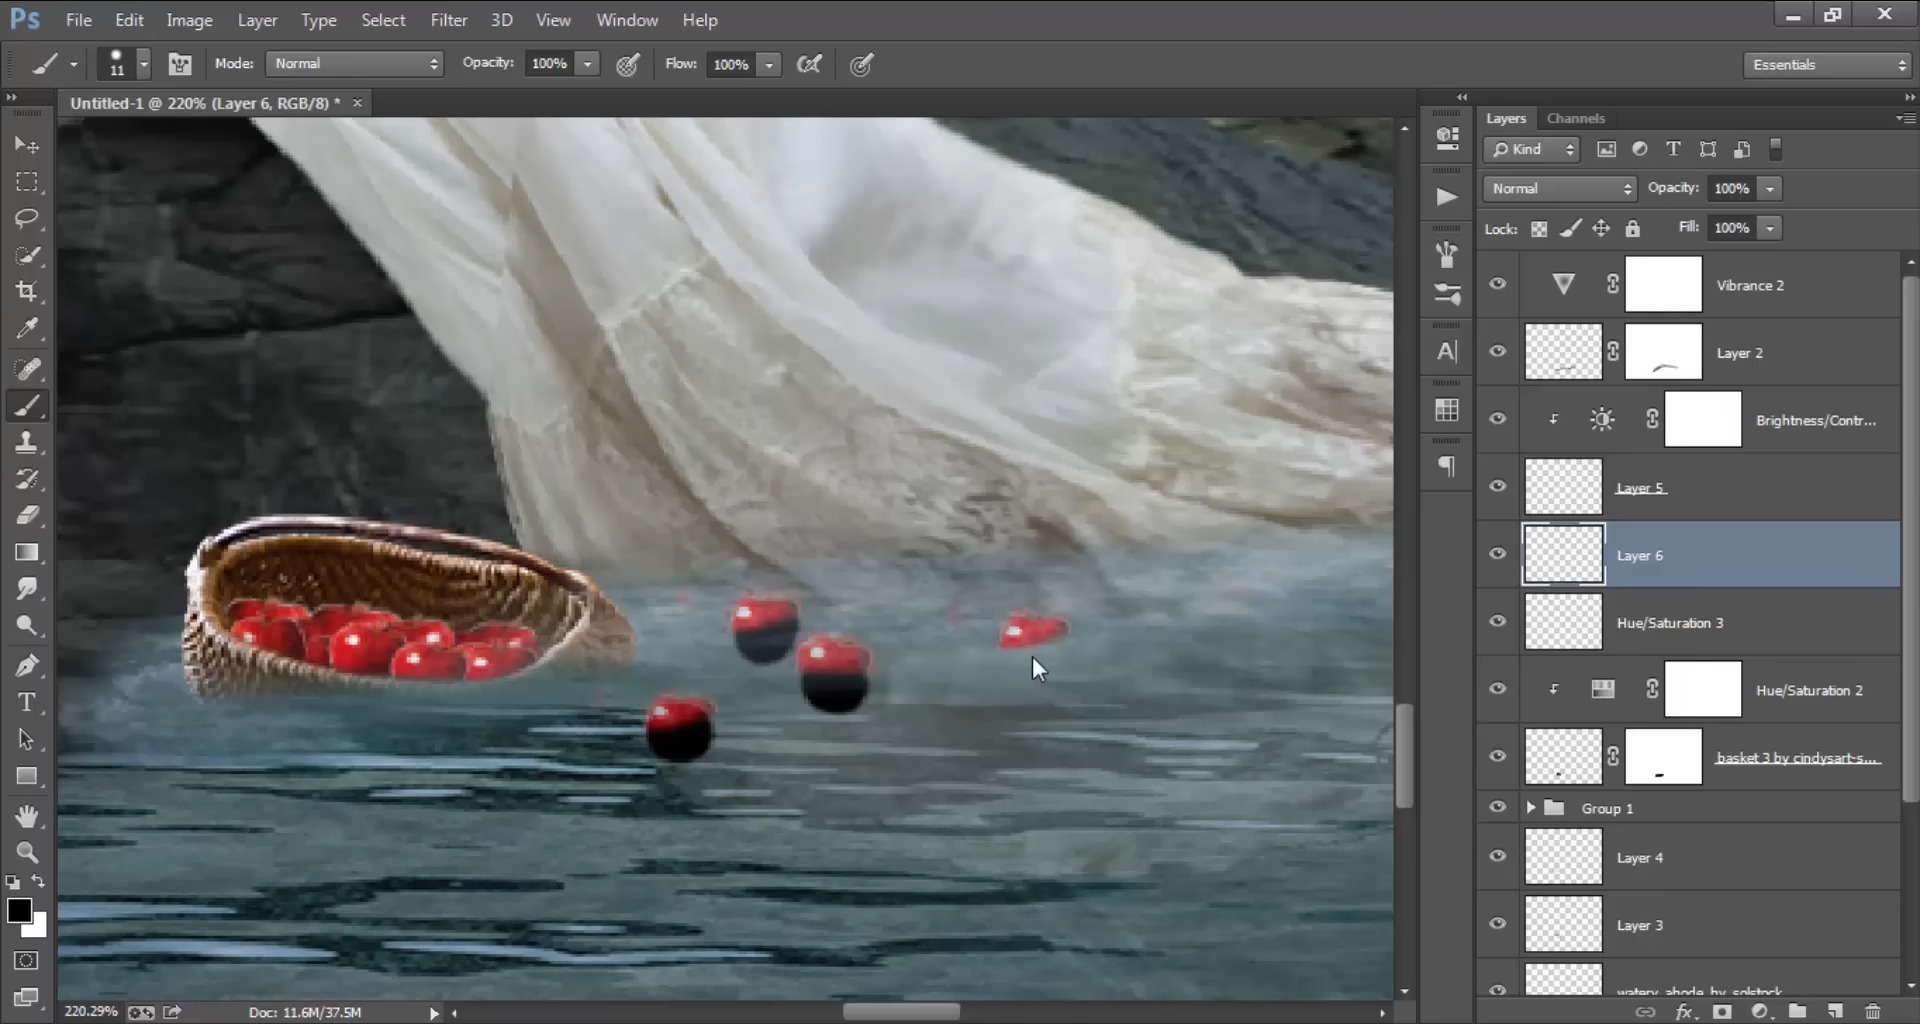 Ps File Edit Image Layer Type Select Filter 3D View Window Help
11 Mode: Normal Opacity: 100% Flow: 100% Essentials
Untitled-1 @ 220% (Layer 6, RGB/8) *
Layers Channels
Kind
Normal Opacity: 100%
Lock: Fill: 100%
Vibrance 2
Layer 2
Brightness/Contr...
Layer 5
Layer 6
Hue/Saturation 3
Hue/Saturation 2
basket 3 by cindysart-s...
Group 1
Layer 4
Layer 3
watery_abode_by_solstock
220.29% Doc: 11.6M/37.5M